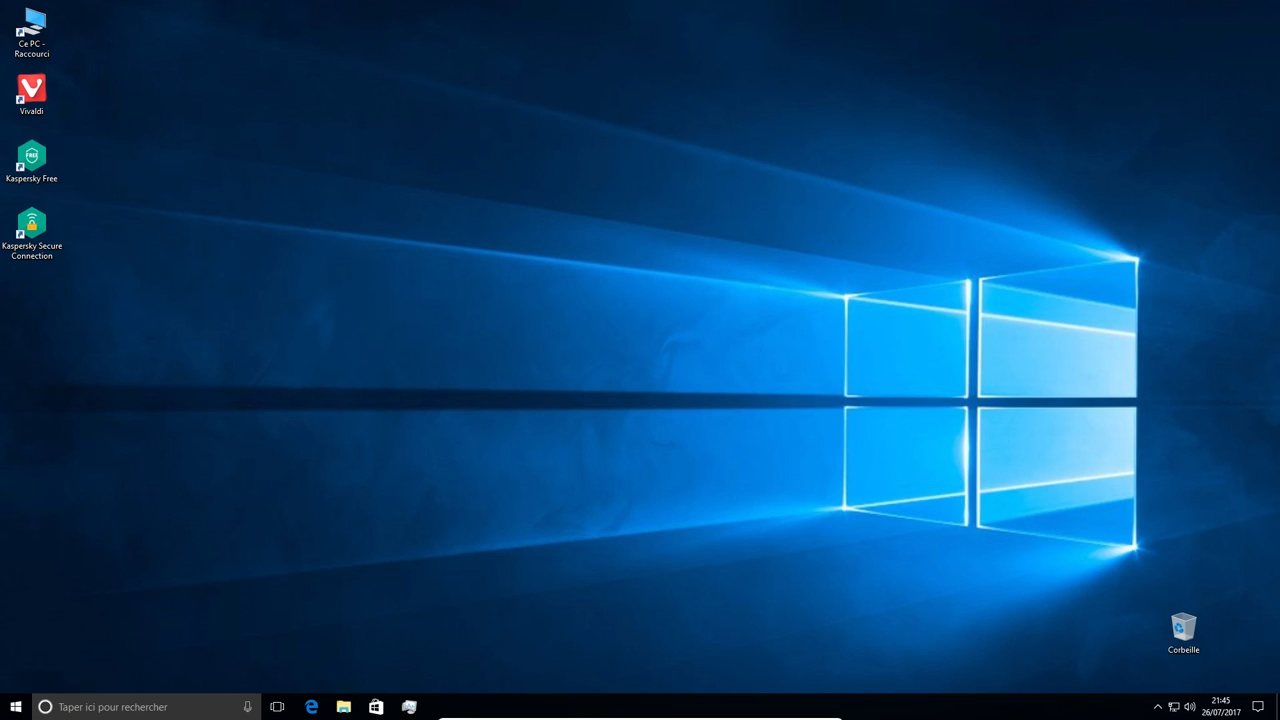 Ce PC -
Raccourci
Vivaldi
FREE
Kaspersky Free
Kaspersky Secure
Connection
Corbeille
Taper ici pour rechercher
21:45
26/07/2017